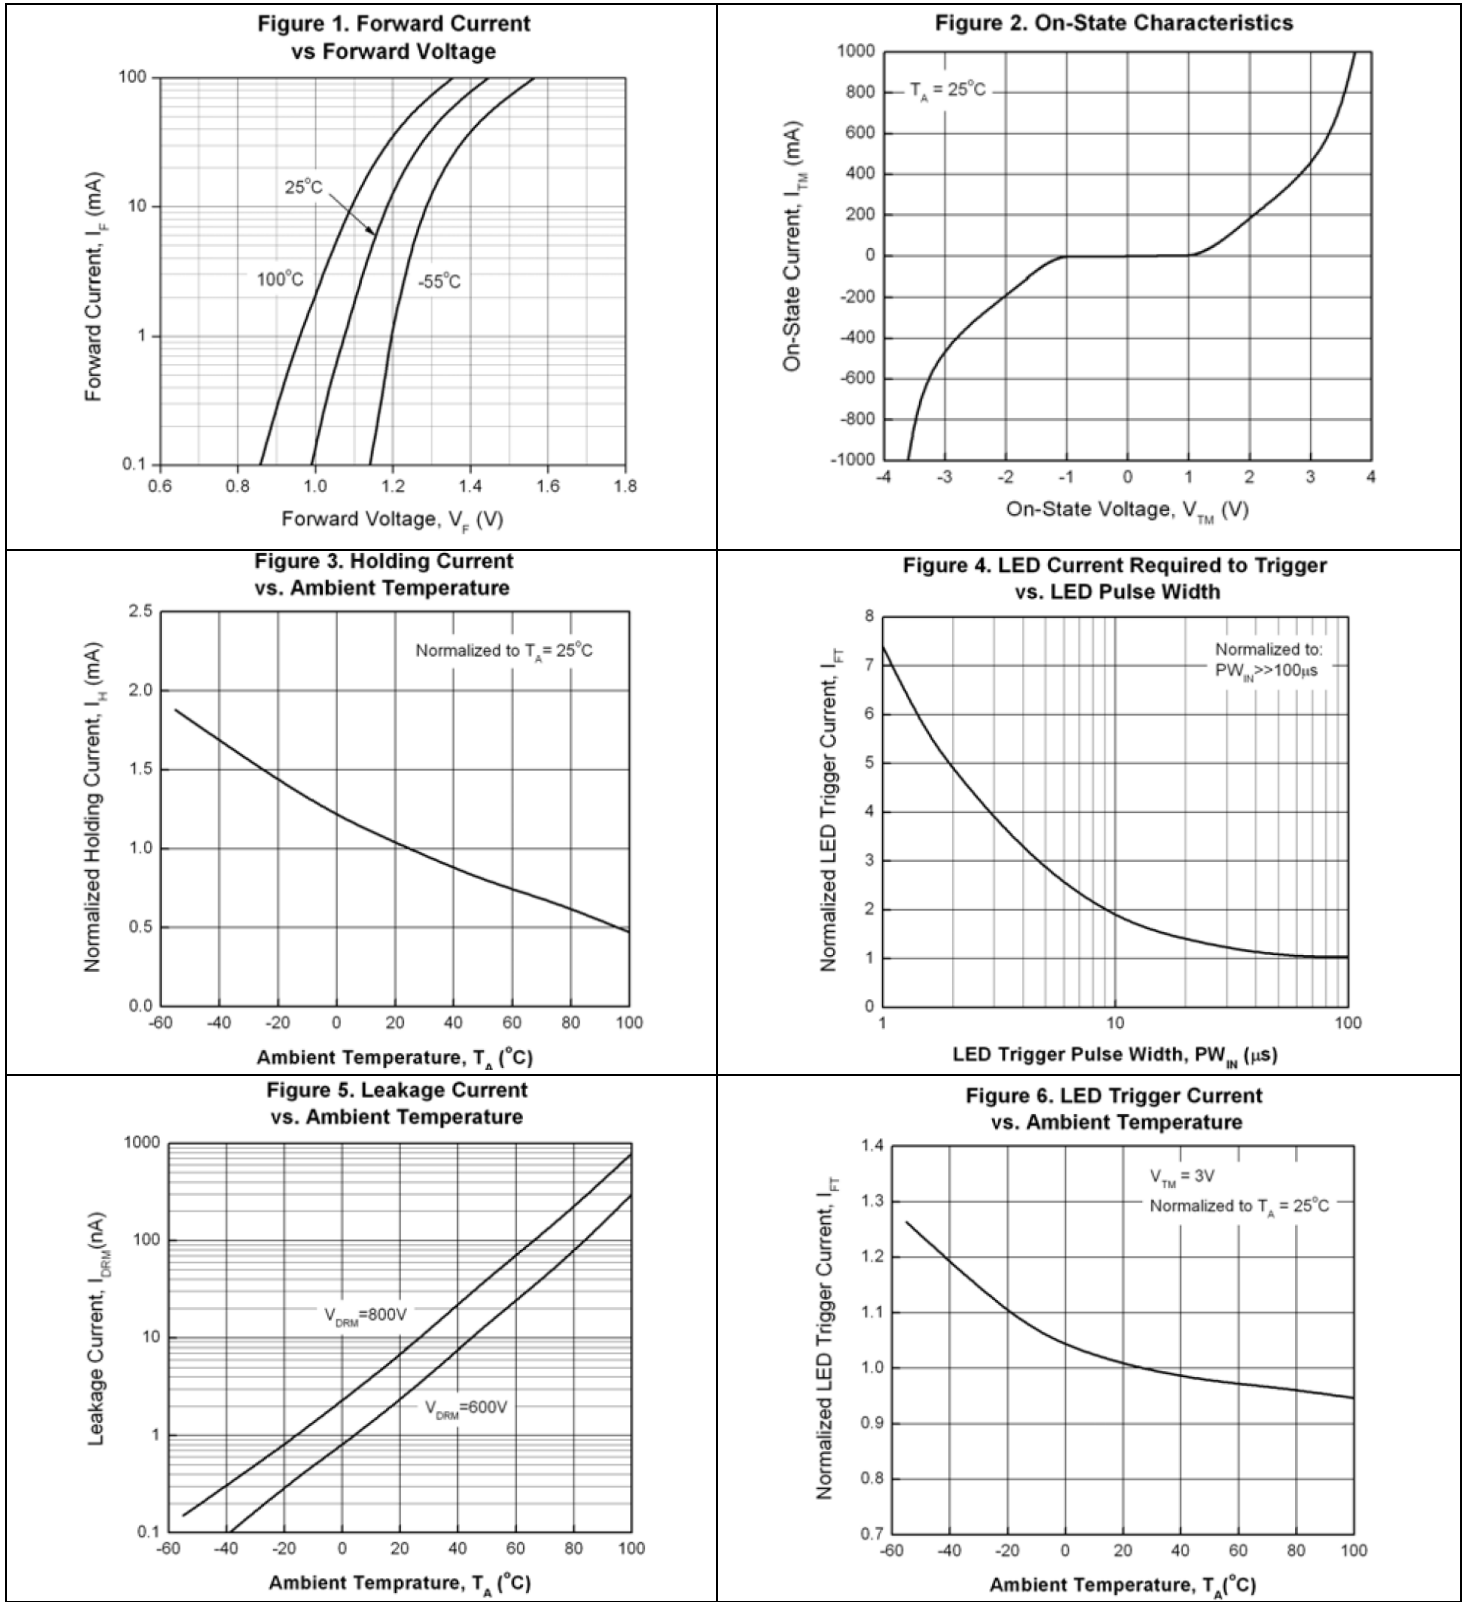 Figure 1. Forward Current
vs Forward Voltage
100
10
1
0.1
0.6 0.8 1.0 1.2 1.4 1.6 1.8
25°C
100°C
-55°C
Forward Current, I_F (mA)
Forward Voltage, V_F (V)
Figure 2. On-State Characteristics
1000
800
600
400
200
0
-200
-400
-600
-800
-1000
-4 -3 -2 -1 0 1 2 3 4
T_A = 25°C
On-State Current, I_TM (mA)
On-State Voltage, V_TM (V)
Figure 3. Holding Current
vs. Ambient Temperature
2.5
2.0
1.5
1.0
0.5
0.0
-60 -40 -20 0 20 40 60 80 100
Normalized to T_A= 25°C
Normalized Holding Current, I_H (mA)
Ambient Temperature, T_A (°C)
Figure 4. LED Current Required to Trigger
vs. LED Pulse Width
8
7
6
5
4
3
2
1
0
1 10 100
Normalized to:
PW_IN>>100μs
Normalized LED Trigger Current, I_FT
LED Trigger Pulse Width, PW_IN (μs)
Figure 5. Leakage Current
vs. Ambient Temperature
1000
100
10
1
0.1
-60 -40 -20 0 20 40 60 80 100
V_DRM=800V
V_DRM=600V
Leakage Current, I_DRM(nA)
Ambient Temprature, T_A (°C)
Figure 6. LED Trigger Current
vs. Ambient Temperature
1.4
1.3
1.2
1.1
1.0
0.9
0.8
0.7
-60 -40 -20 0 20 40 60 80 100
V_TM = 3V
Normalized to T_A = 25°C
Normalized LED Trigger Current, I_FT
Ambient Temperature, T_A(°C)